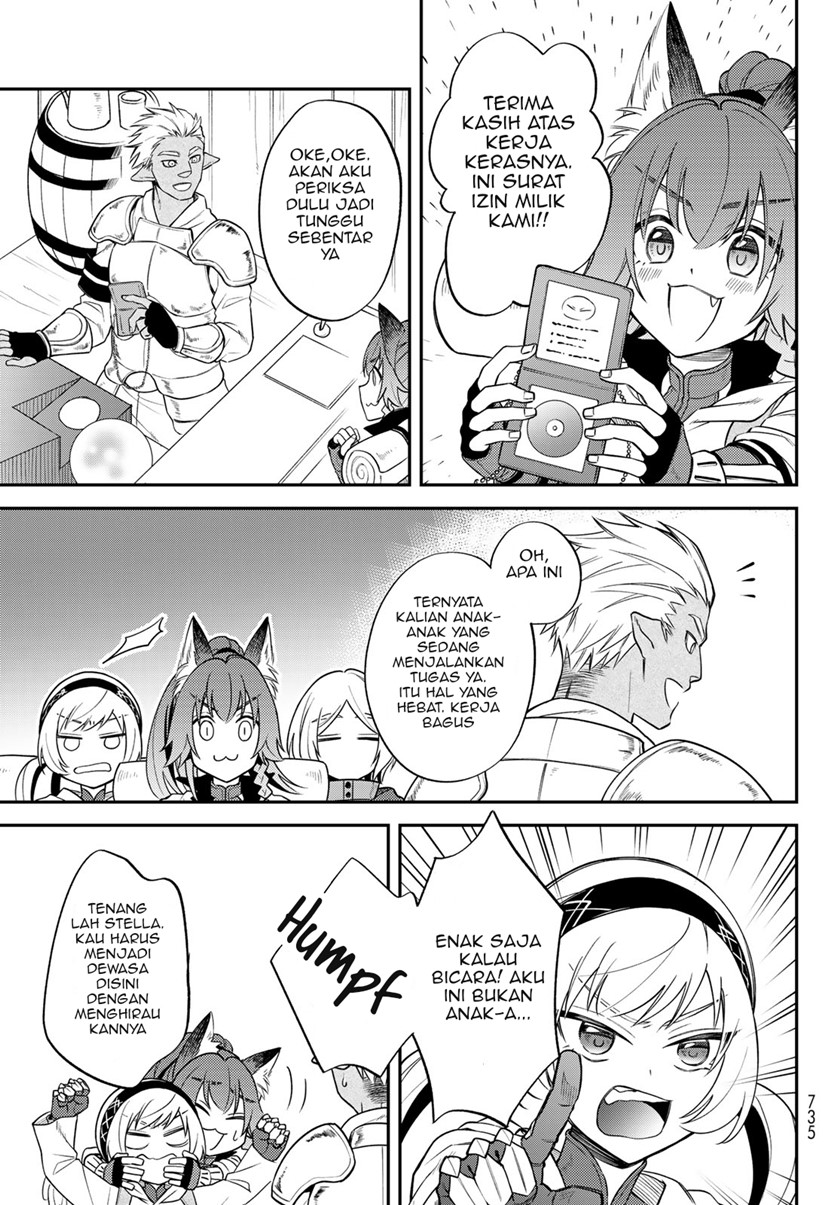 TERIMA
KASIH ATAS
KERJA
KERASNYA.
INI SURAT
IZIN MILIK
KAMI!!
OKE,OKE.
AKAN AKU
PERIKSA
DULU JADI
TUNGGU
SEBENTAR
YA
OH,
APA INI
TERNYATA
KALIAN ANAK-
ANAK YANG
SEDANG
MENJALANKAN
TUGAS YA.
ITU HAL YANG
HEBAT. KERJA
BAGUS
ENAK SAJA
KALAU
BICARA! AKU
INI BUKAN
ANAK-A...
Humpf
TENANG
LAH STELLA.
KAU HARUS
MENJADI
DEWASA
DISINI
DENGAN
MENGHIRAU
KANNYA
735